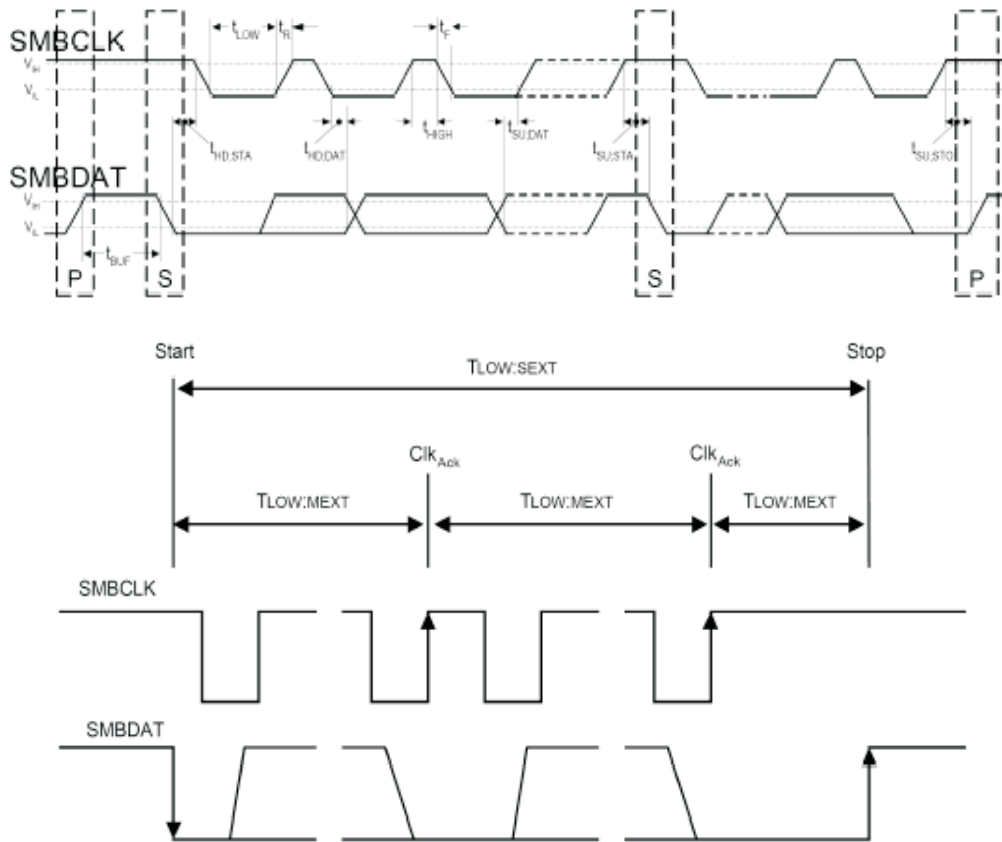 tLOW tR tF
SMBCLK
VIH
VIL
tHD;STA tHD;DAT tHIGH tSU;DAT tSU;STA tSU;STO
SMBDAT
VIH
VIL
tBUF
P S S P
Start Stop
TLOW:SEXT
ClkAck ClkAck
TLOW:MEXT TLOW:MEXT TLOW:MEXT
SMBCLK
SMBDAT